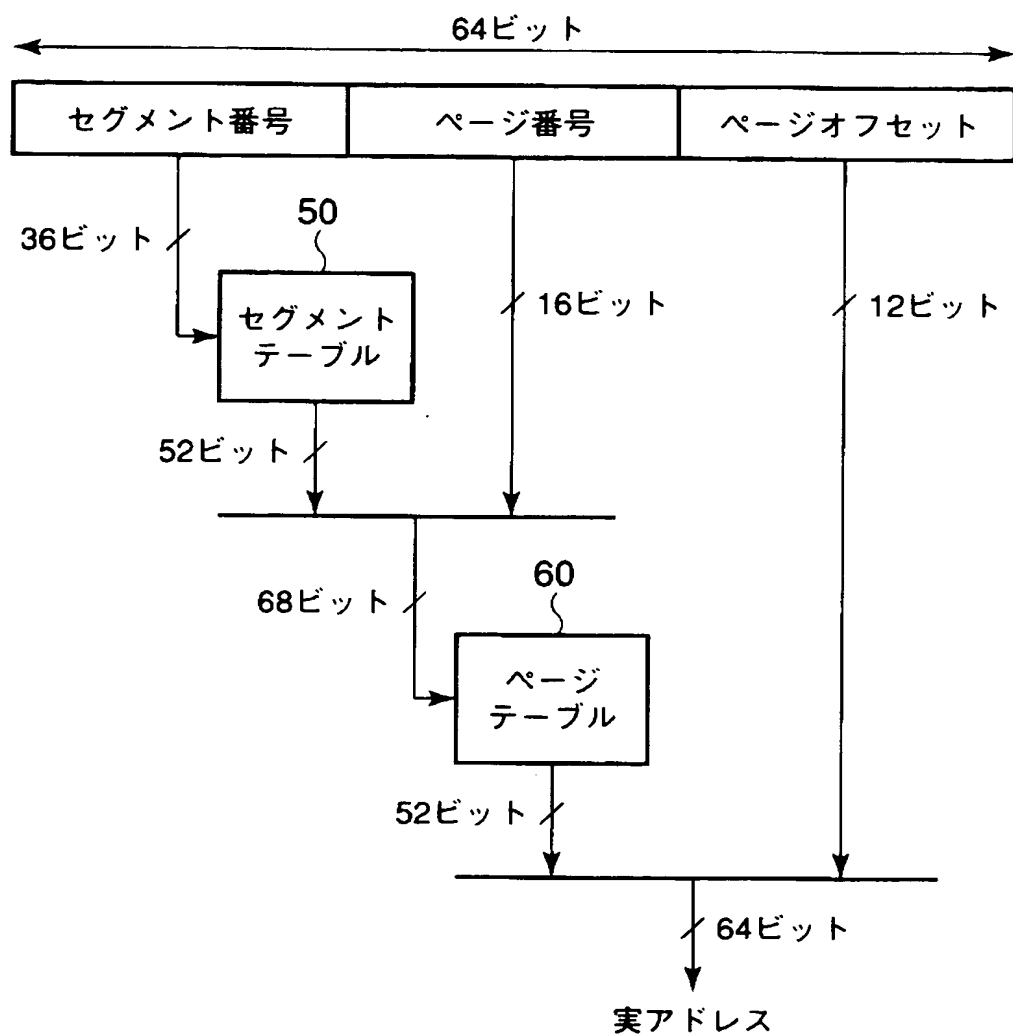 64ビット
セグメント番号
ページ番号
ページオフセット
50
36ビット
16ビット
12ビット
セグメント
テーブル
52ビット
60
68ビット
ページ
テーブル
52ビット
64ビット
実アドレス